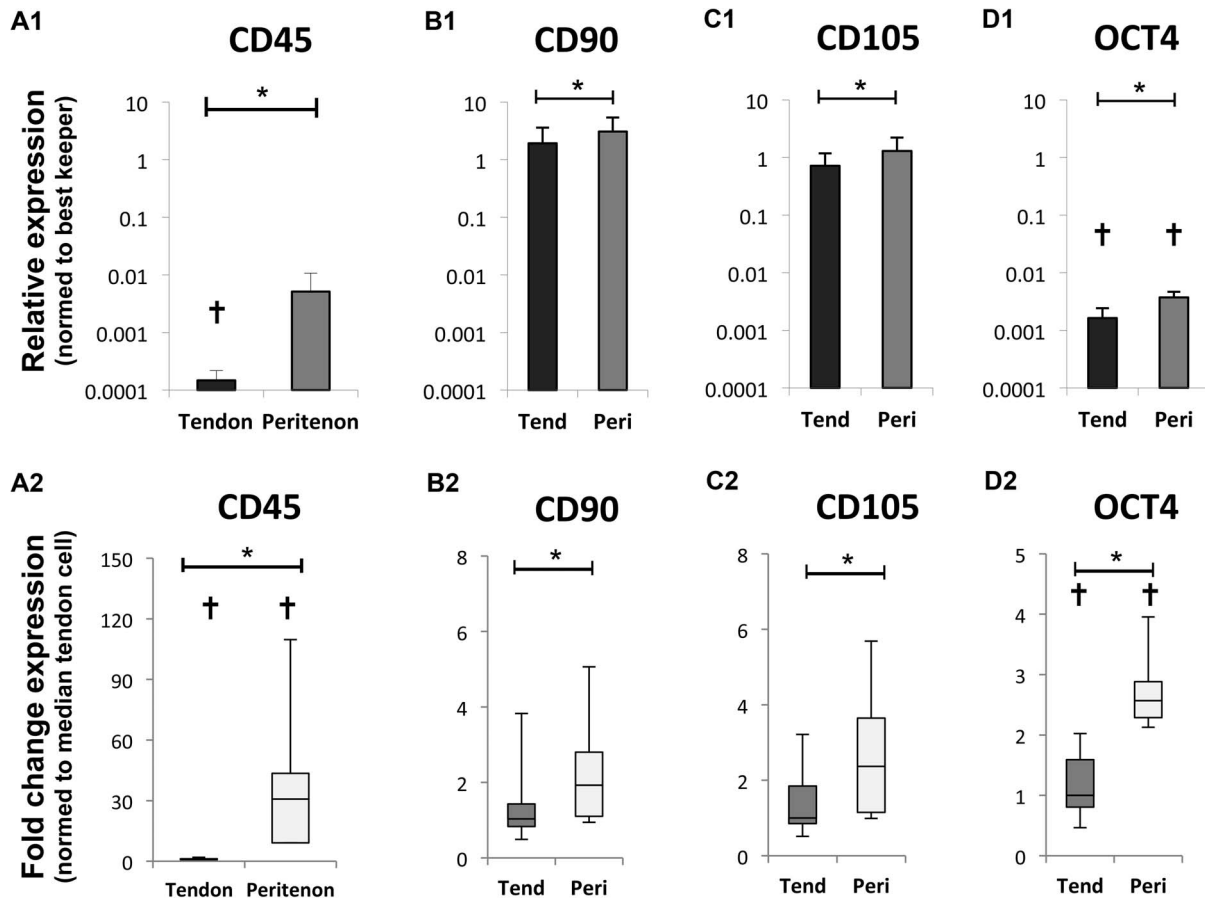 A1
CD45
B1
CD90
C1
CD105
D1
OCT4
Relative expression
(normed to best keeper)
10
1
0.1
0.01
0.001
0.0001
*
†
Tendon Peritenon
10
1
0.1
0.01
0.001
0.0001
*
Tend Peri
10
1
0.1
0.01
0.001
0.0001
*
Tend Peri
10
1
0.1
0.01
0.001
0.0001
*
† †
Tend Peri
A2
CD45
B2
CD90
C2
CD105
D2
OCT4
Fold change expression
(normed to median tendon cell)
150
120
90
60
30
0
*
† †
Tendon Peritenon
8
6
4
2
0
*
Tend Peri
8
6
4
2
0
*
Tend Peri
5
4
3
2
1
0
*
† †
Tend Peri